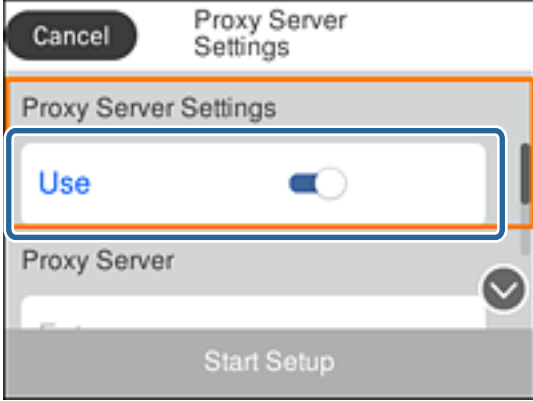 Cancel
Proxy Server
Settings
Proxy Server Settings
Use
Proxy Server
Start Setup